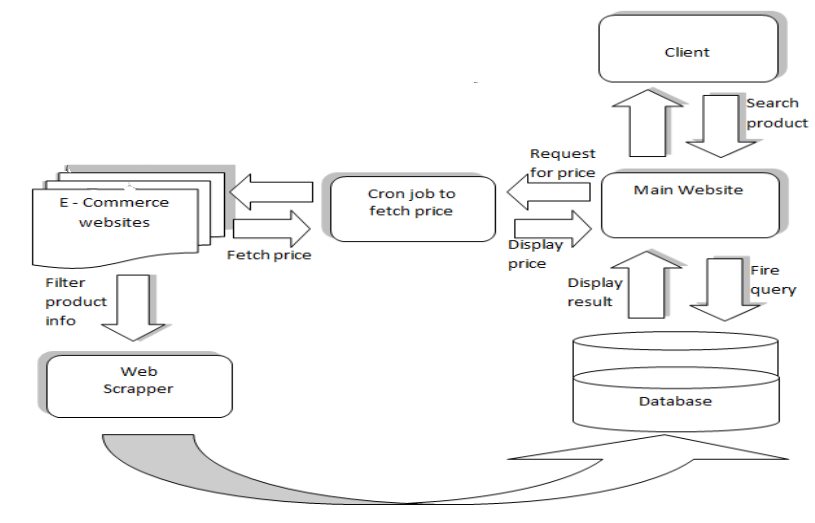 Client
Search
product
Request
for price
E - Commerce
websites
Cron job to
fetch price
Main Website
Fetch price
Display
price
Filter
product
info
Display
result
Fire
query
Web
Scrapper
Database